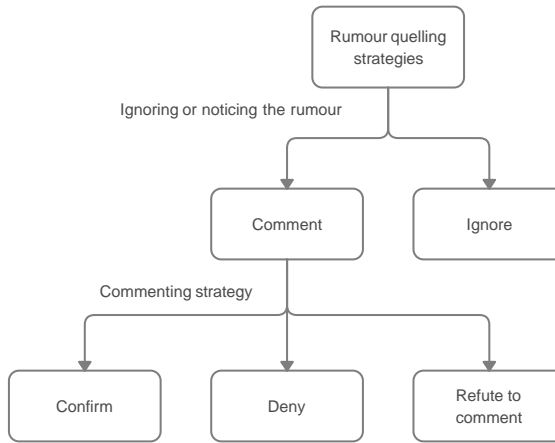 Rumour quelling
strategies
Ignoring or noticing the rumour
Comment
Ignore
Commenting strategy
Confirm
Deny
Refute to
comment